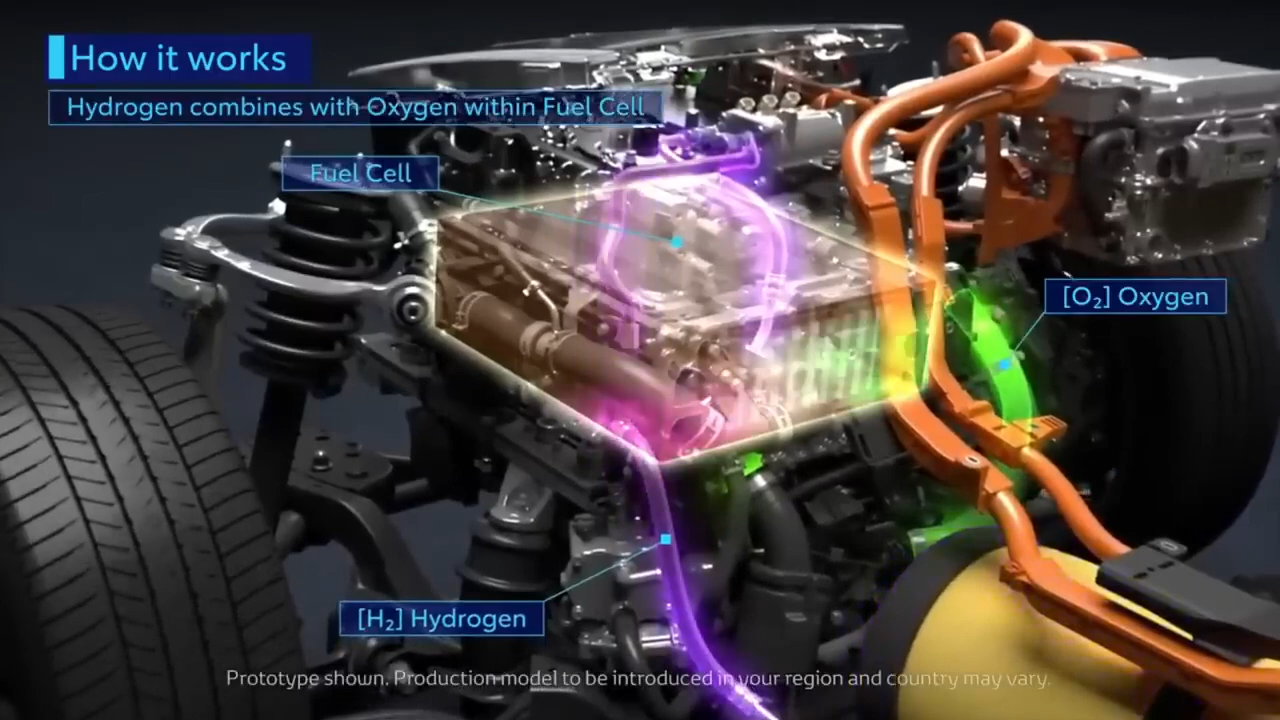 How it works
Hydrogen combines with Oxygen within Fuel Cell
Fuel Cell
[O₂] Oxygen
[H₂] Hydrogen
Prototype shown. Production model to be introduced in your region and country may vary.